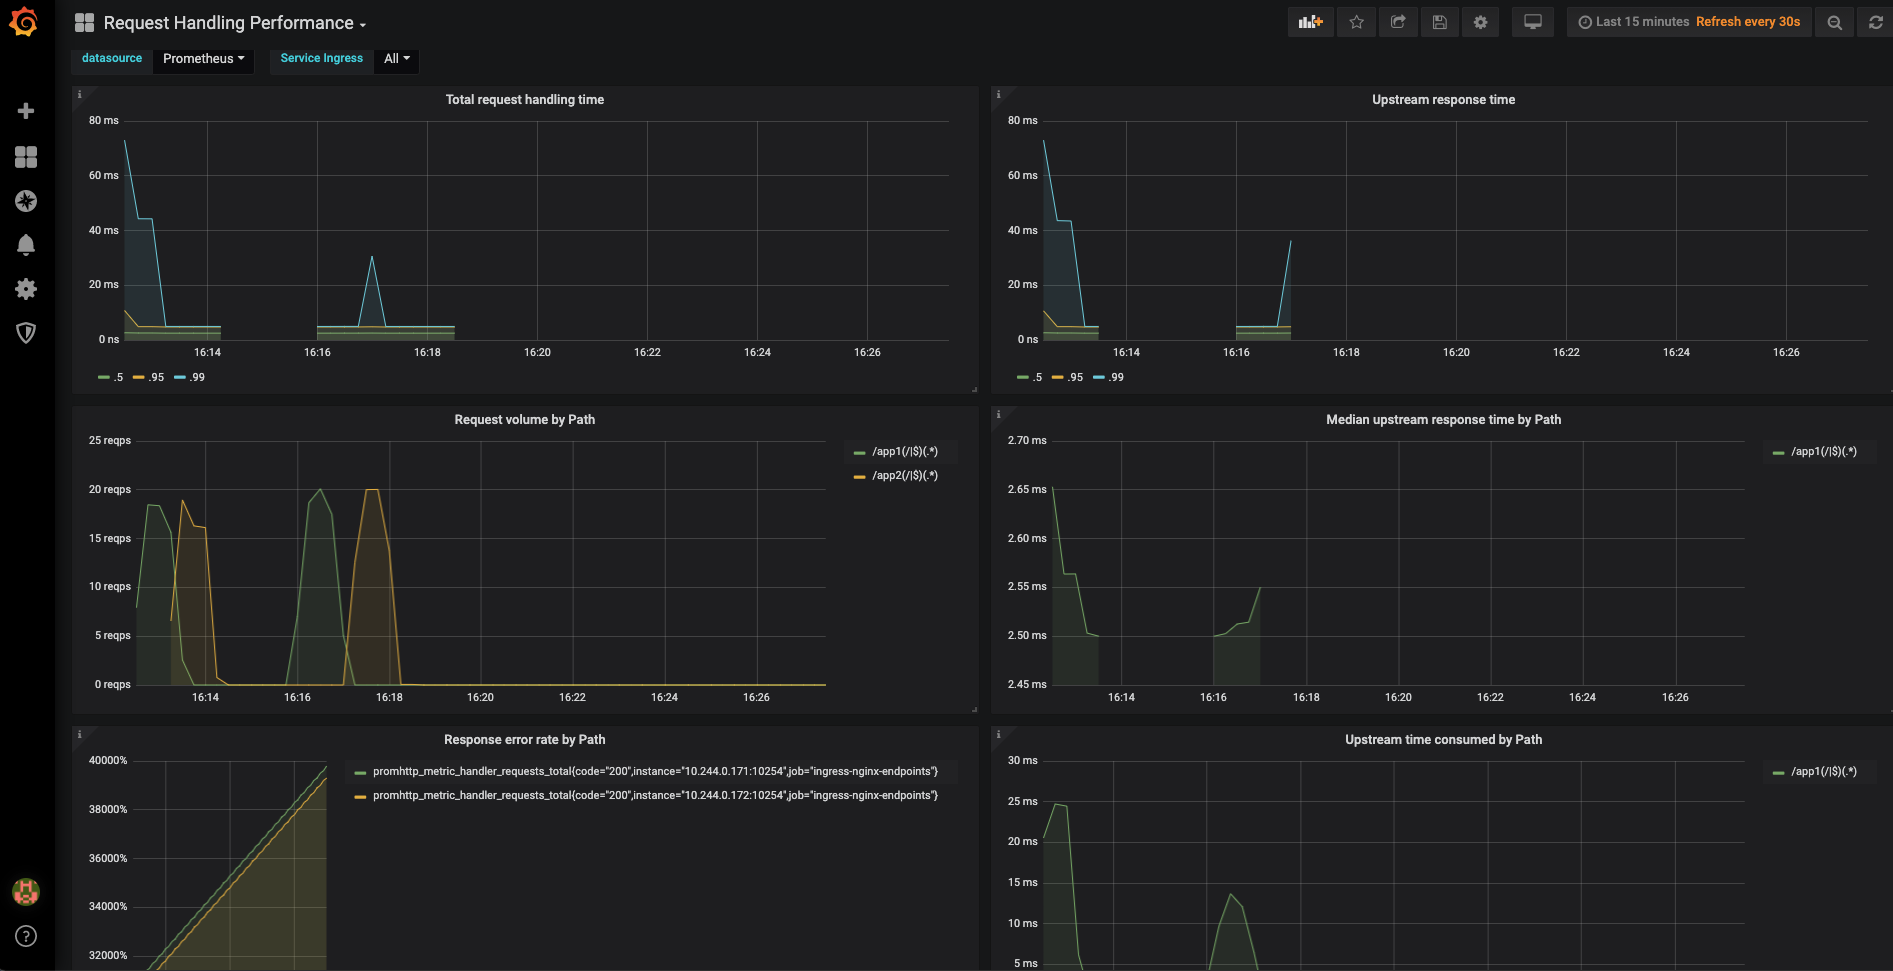 Request Handling Performance
Last 15 minutes Refresh every 30s
datasource Prometheus Service Ingress All
Total request handling time
80 ms
60 ms
40 ms
20 ms
0 ns
16:14 16:16 16:18 16:20 16:22 16:24 16:26
.5 .95 .99
Upstream response time
80 ms
60 ms
40 ms
20 ms
0 ns
16:14 16:16 16:18 16:20 16:22 16:24 16:26
.5 .95 .99
Request volume by Path
25 reqps
20 reqps
15 reqps
10 reqps
5 reqps
0 reqps
16:14 16:16 16:18 16:20 16:22 16:24 16:26
/app1(/|$)(.*)
/app2(/|$)(.*)
Median upstream response time by Path
2.70 ms
2.65 ms
2.60 ms
2.55 ms
2.50 ms
2.45 ms
16:14 16:16 16:18 16:20 16:22 16:24 16:26
/app1(/|$)(.*)
Response error rate by Path
40000%
38000%
36000%
34000%
32000%
promhttp_metric_handler_requests_total{code="200",instance="10.244.0.171:10254",job="ingress-nginx-endpoints"}
promhttp_metric_handler_requests_total{code="200",instance="10.244.0.172:10254",job="ingress-nginx-endpoints"}
Upstream time consumed by Path
30 ms
25 ms
20 ms
15 ms
10 ms
5 ms
/app1(/|$)(.*)